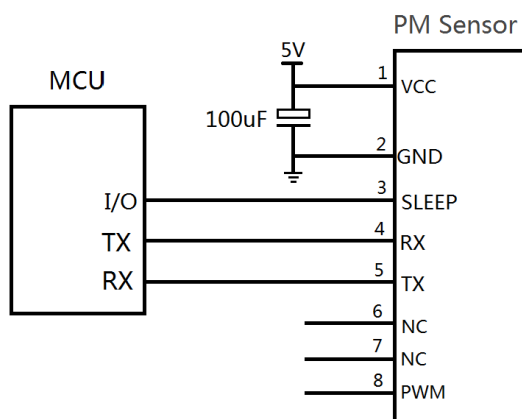 PM Sensor
5V
MCU
1 VCC
100uF
2 GND
I/O 3 SLEEP
TX 4 RX
RX 5 TX
6 NC
7 NC
8 PWM